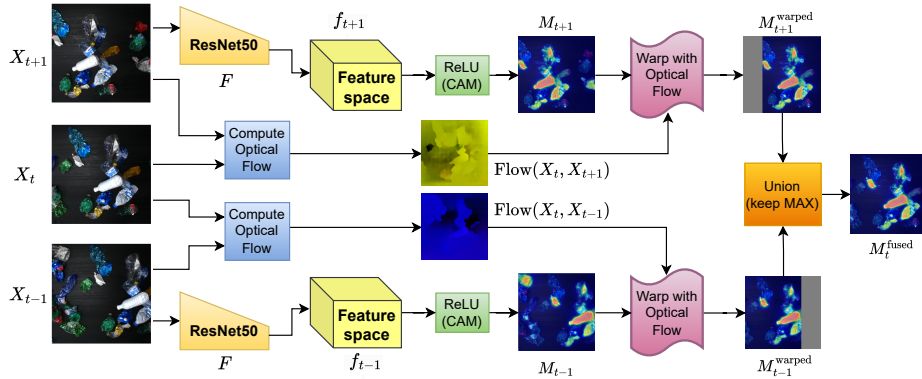 X_{t+1}
ResNet50
F
f_{t+1}
Feature
space
ReLU
(CAM)
M_{t+1}
Warp with
Optical
Flow
M_{t+1}^{warped}
X_t
Compute
Optical
Flow
Flow(X_t, X_{t+1})
Union
(keep MAX)
M_t^{fused}
Compute
Optical
Flow
Flow(X_t, X_{t-1})
X_{t-1}
ResNet50
F
Feature
space
f_{t-1}
ReLU
(CAM)
M_{t-1}
Warp with
Optical
Flow
M_{t-1}^{warped}